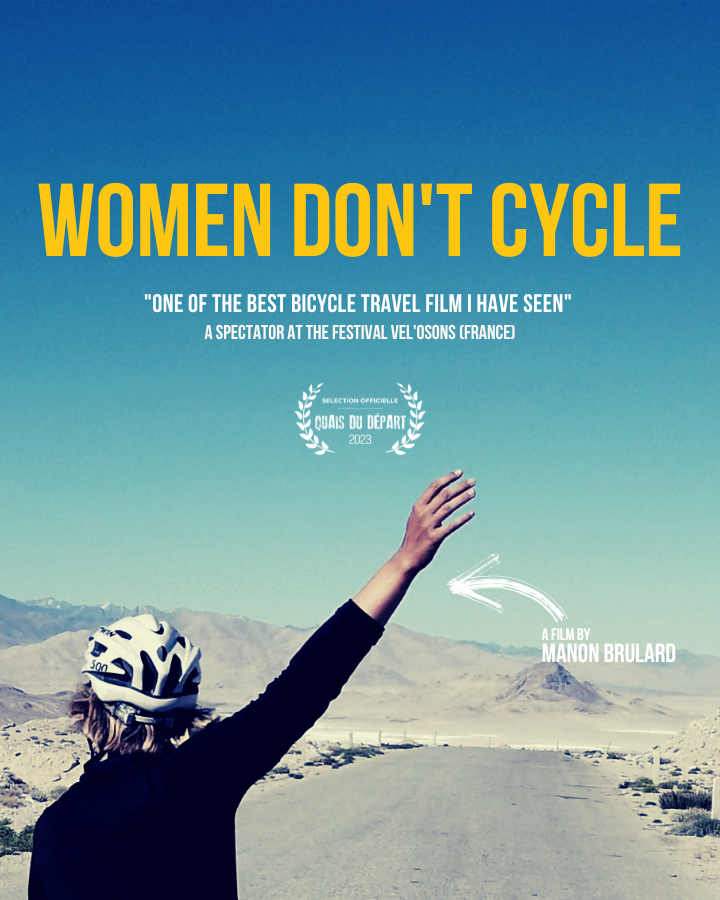 WOMEN DON'T CYCLE
"ONE OF THE BEST BICYCLE TRAVEL FILM I HAVE SEEN"
A SPECTATOR AT THE FESTIVAL VEL'OSONS (FRANCE)
SELECTION OFFICIELLE
QUAIS DU DÉPART
2023
A FILM BY
MANON BRULARD
500